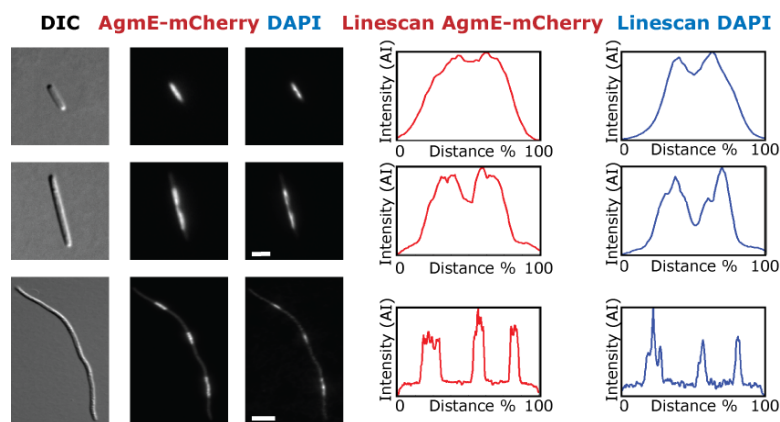 DIC AgmE-mCherry DAPI Linescan AgmE-mCherry Linescan DAPI
Intensity (AI) Intensity (AI)
0 Distance % 100 0 Distance % 100
Intensity (AI) Intensity (AI)
0 Distance % 100 0 Distance % 100
Intensity (AI) Intensity (AI)
0 Distance % 100 0 Distance % 100